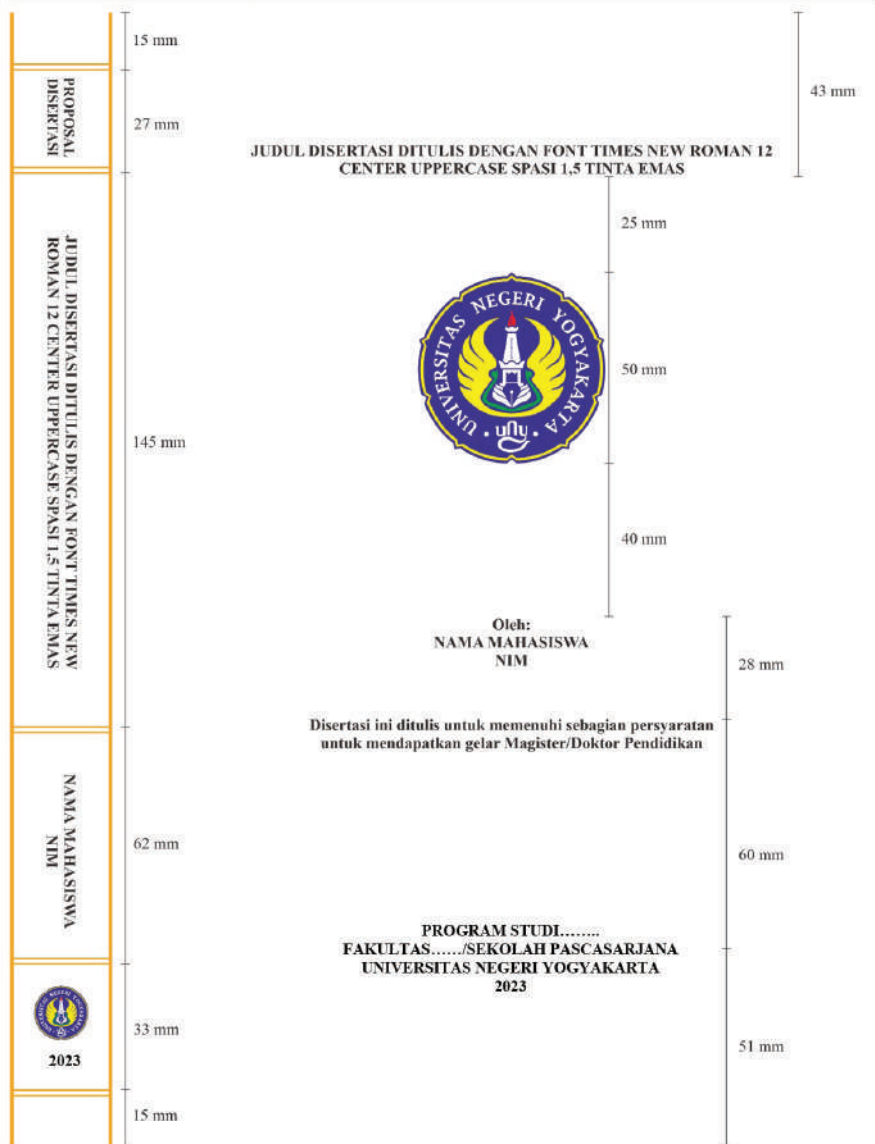 15 mm
PROPOSAL
DISERTASI
27 mm
JUDUL DISERTASI DITULIS DENGAN FONT TIMES NEW
ROMAN 12 CENTER UPPERCASE SPASI 1,5 TINTA EMAS
145 mm
NAMA MAHASISWA
NIM
62 mm
UNIVERSITAS NEGERI YOGYAKARTA
uny
2023
33 mm
15 mm
43 mm
JUDUL DISERTASI DITULIS DENGAN FONT TIMES NEW ROMAN 12
CENTER UPPERCASE SPASI 1,5 TINTA EMAS
25 mm
UNIVERSITAS NEGERI YOGYAKARTA
uny
50 mm
40 mm
Oleh:
NAMA MAHASISWA
NIM
28 mm
Disertasi ini ditulis untuk memenuhi sebagian persyaratan
untuk mendapatkan gelar Magister/Doktor Pendidikan
60 mm
PROGRAM STUDI……..
FAKULTAS……/SEKOLAH PASCASARJANA
UNIVERSITAS NEGERI YOGYAKARTA
2023
51 mm